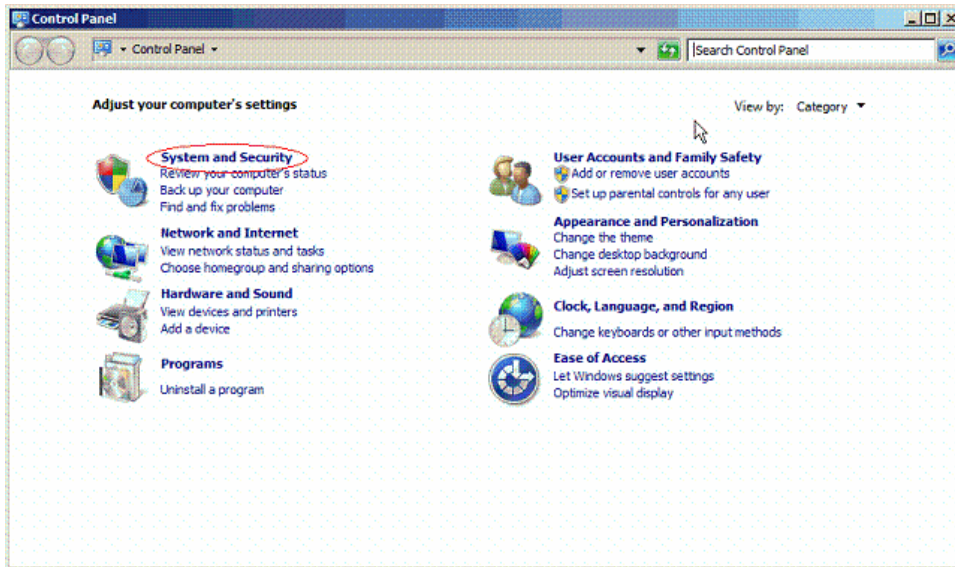 Control Panel
Control Panel
Search Control Panel
Adjust your computer's settings
View by: Category
System and Security
Review your computer's status
Back up your computer
Find and fix problems
Network and Internet
View network status and tasks
Choose homegroup and sharing options
Hardware and Sound
View devices and printers
Add a device
Programs
Uninstall a program
User Accounts and Family Safety
Add or remove user accounts
Set up parental controls for any user
Appearance and Personalization
Change the theme
Change desktop background
Adjust screen resolution
Clock, Language, and Region
Change keyboards or other input methods
Ease of Access
Let Windows suggest settings
Optimize visual display